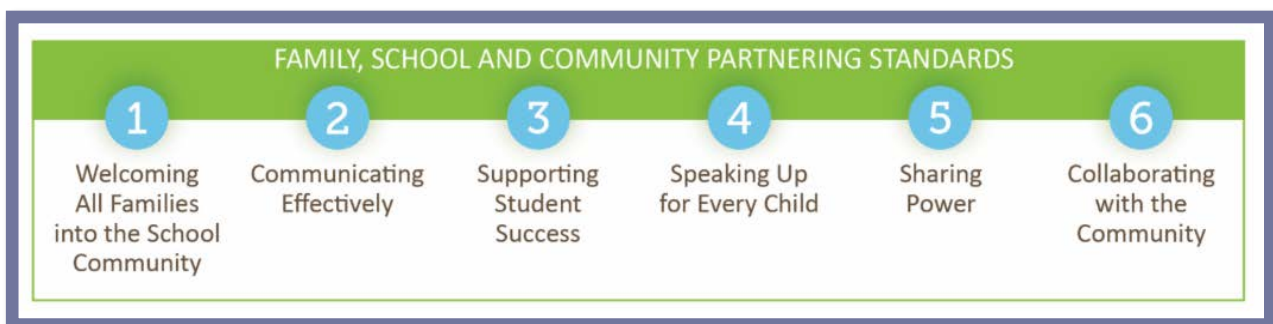 FAMILY, SCHOOL AND COMMUNITY PARTNERING STANDARDS
1
Welcoming
All Families
into the School
Community
2
Communicating
Effectively
3
Supporting
Student
Success
4
Speaking Up
for Every Child
5
Sharing
Power
6
Collaborating
with the
Community